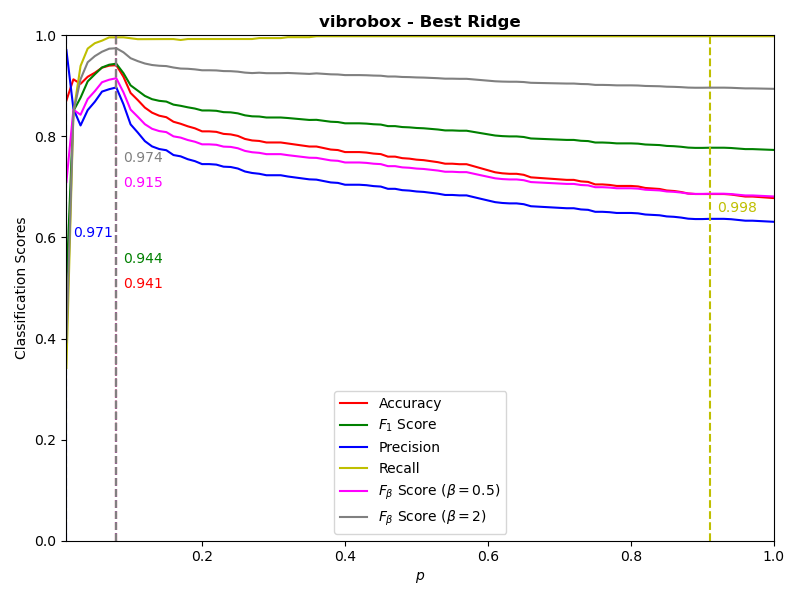 vibrobox - Best Ridge
1.0
0.8
0.6
0.4
0.2
0.0
Classification Scores
0.974
0.915
0.971
0.944
0.941
0.998
Accuracy
F₁ Score
Precision
Recall
Fᵦ Score (β = 0.5)
Fᵦ Score (β = 2)
0.2 0.4 0.6 0.8 1.0
p